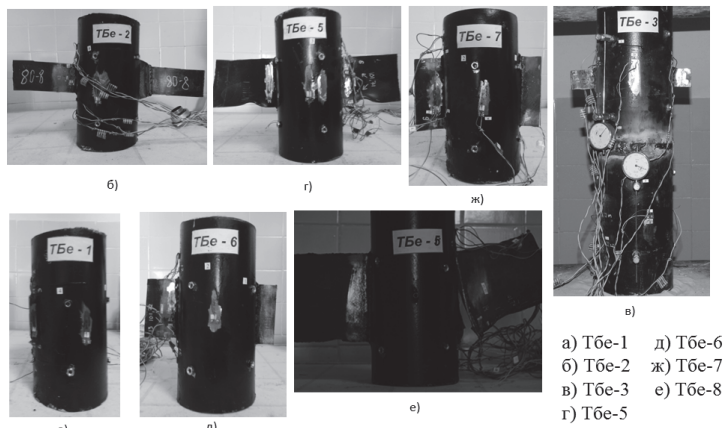 ТБе - 2
80-8
80-8
б)
ТБе - 5
г)
ТБе - 7
ж)
ТБе - 3
в)
ТБе - 1
ТБе - 6
ТБе - 8
е)
а) Тбе-1 д) Тбе-6
б) Тбе-2 ж) Тбе-7
в) Тбе-3 е) Тбе-8
г) Тбе-5